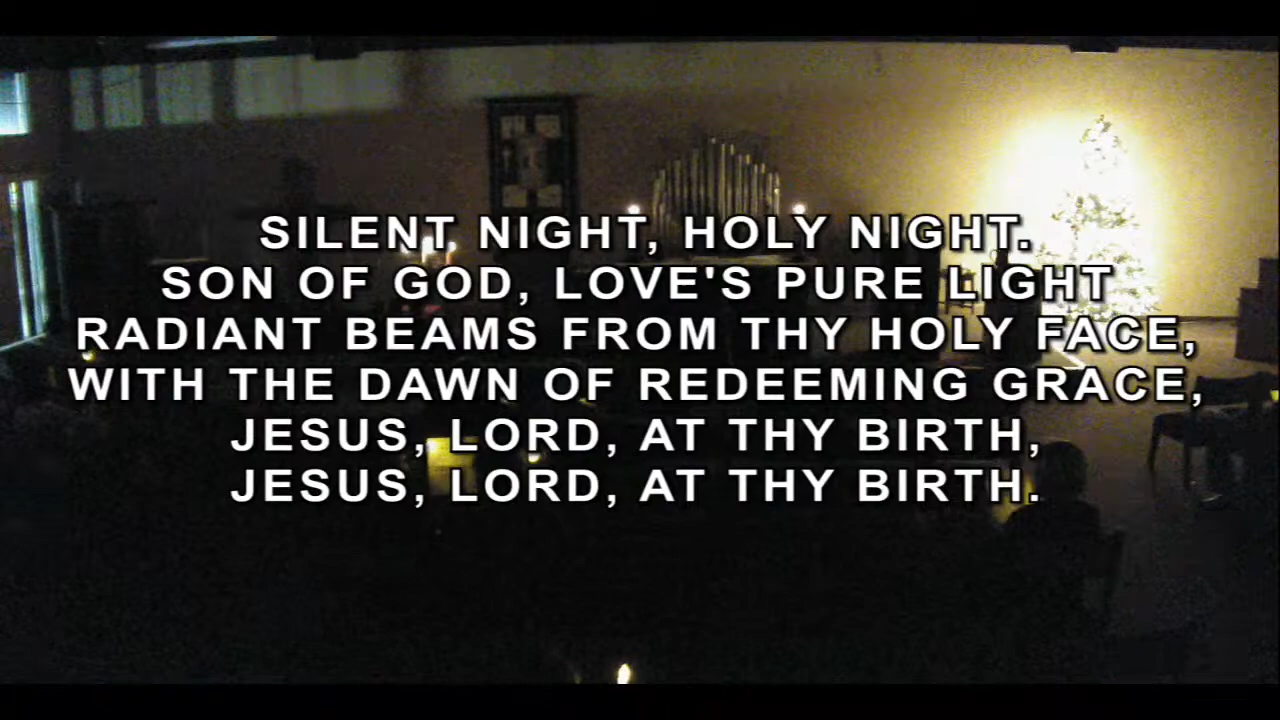 SILENT NIGHT, HOLY NIGHT.
SON OF GOD, LOVE'S PURE LIGHT
RADIANT BEAMS FROM THY HOLY FACE,
WITH THE DAWN OF REDEEMING GRACE,
JESUS, LORD, AT THY BIRTH,
JESUS, LORD, AT THY BIRTH.